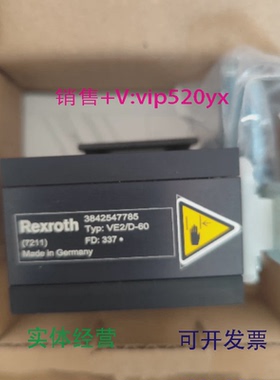 销售+V:vip520yx
Rexroth
3842547785
Typ: VE2/D-60
(7211)
FD: 337
Made in Germany
实体经营
可开发票